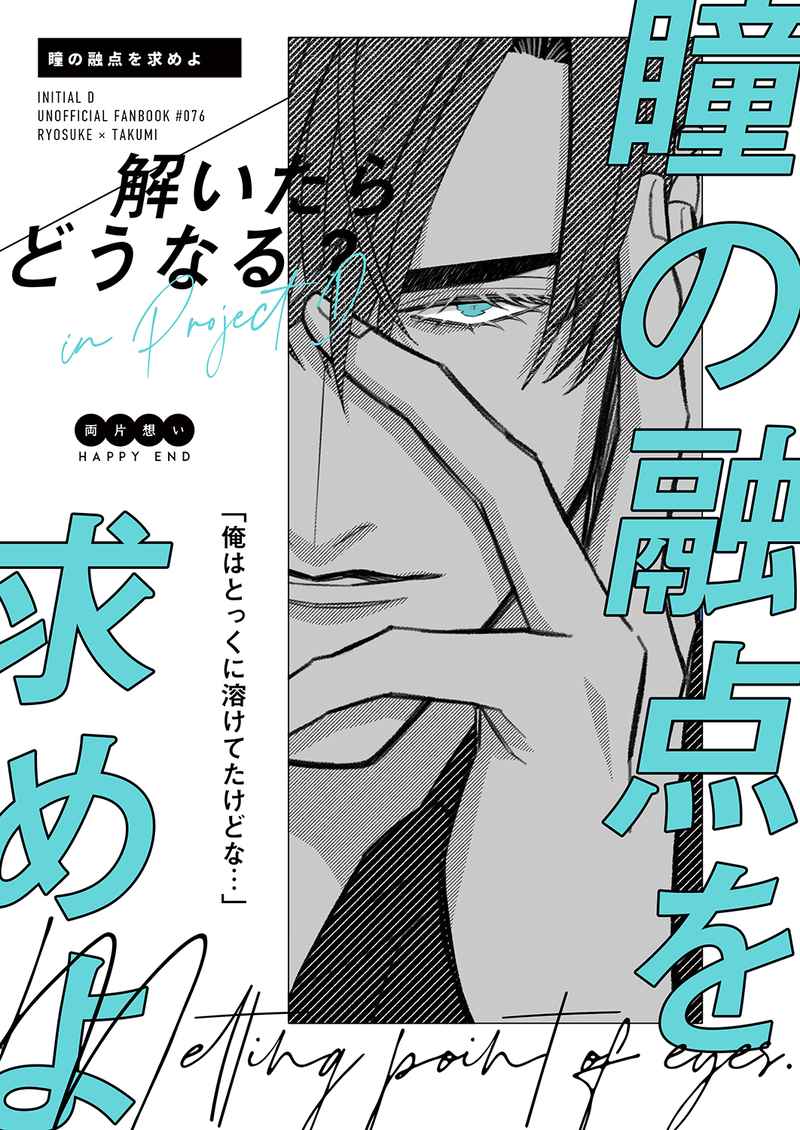 瞳の融点を求めよ
INITIAL D
UNOFFICIAL FANBOOK #076
RYOSUKE × TAKUMI
解いたら
どうなる?
in Project D
両片想い
HAPPY END
瞳の融点を
求めよ
「俺はとっくに溶けてたけどな…」
Melting point of eyes.